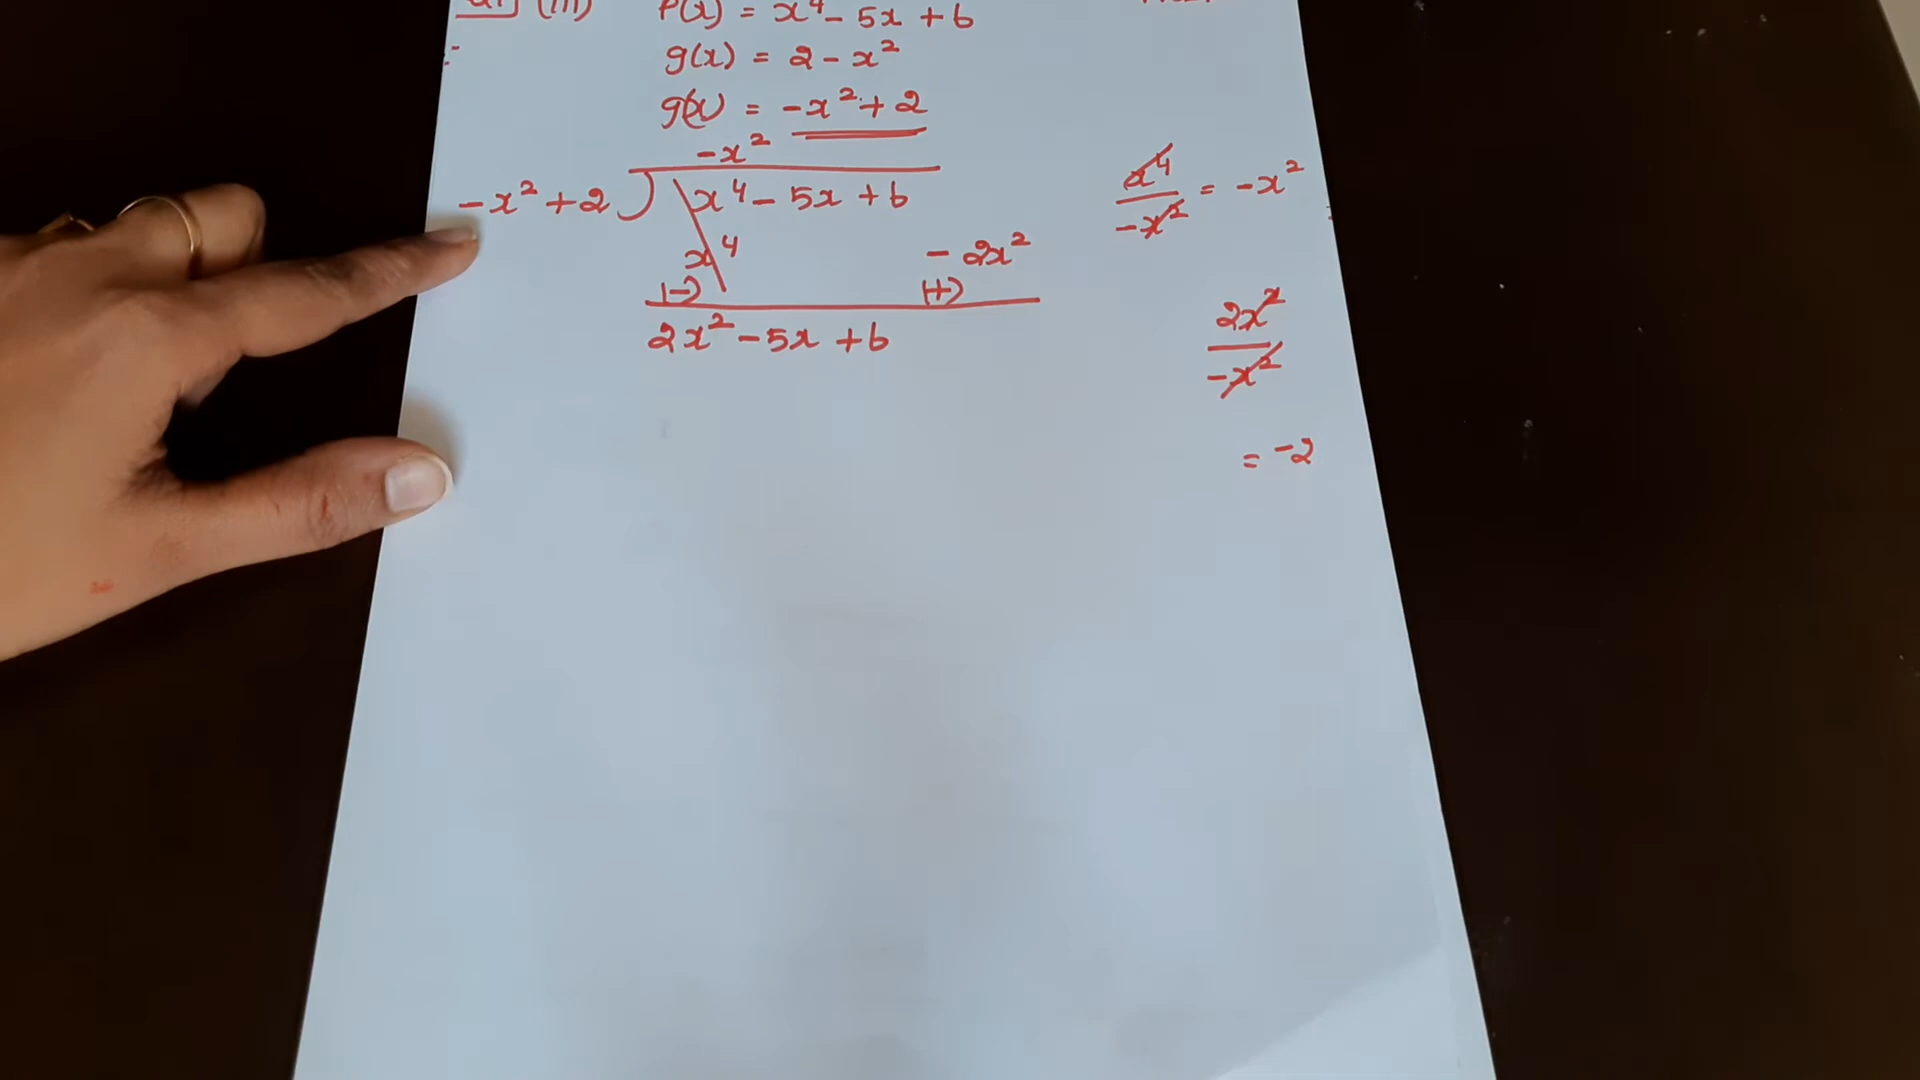 (iii) P(x) = x⁴ - 5x + 6
g(x) = 2 - x²
g(x) = -x² + 2
-x²
-x² + 2 ) x⁴ - 5x + 6
x⁴ - 2x²
(-) (+)
2x² - 5x + 6
x⁴ / -x² = -x²
2x² / -x²
= -2